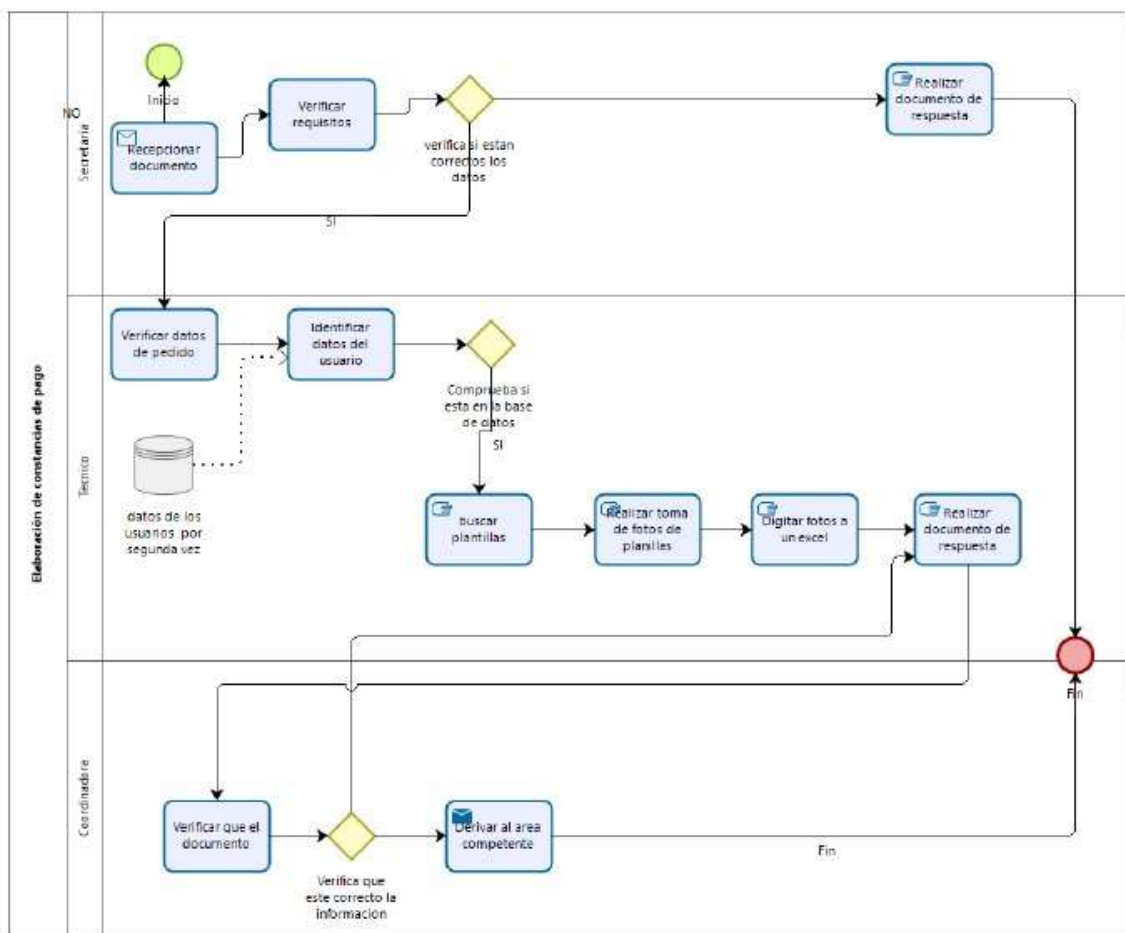 Elaboración de constancias de pago
Secretaria
NO
Inicio
Recepcionar
documento
Verificar
requisitos
verifica si estan
correctos los
datos
SI
Realizar
documento de
respuesta
Tecnico
Verificar datos
de pedido
Identificar
datos del
usuario
Comprueba si
esta en la base
de datos
SI
datos de los
usuarios por
segunda vez
buscar
plantillas
Realizar toma
de fotos de
planillas
Digitar fotos a
un excel
Realizar
documento de
respuesta
Fin
Coordinadora
Verificar que el
documento
Verifica que
este correcto la
informacion
Derivar al area
competente
Fin